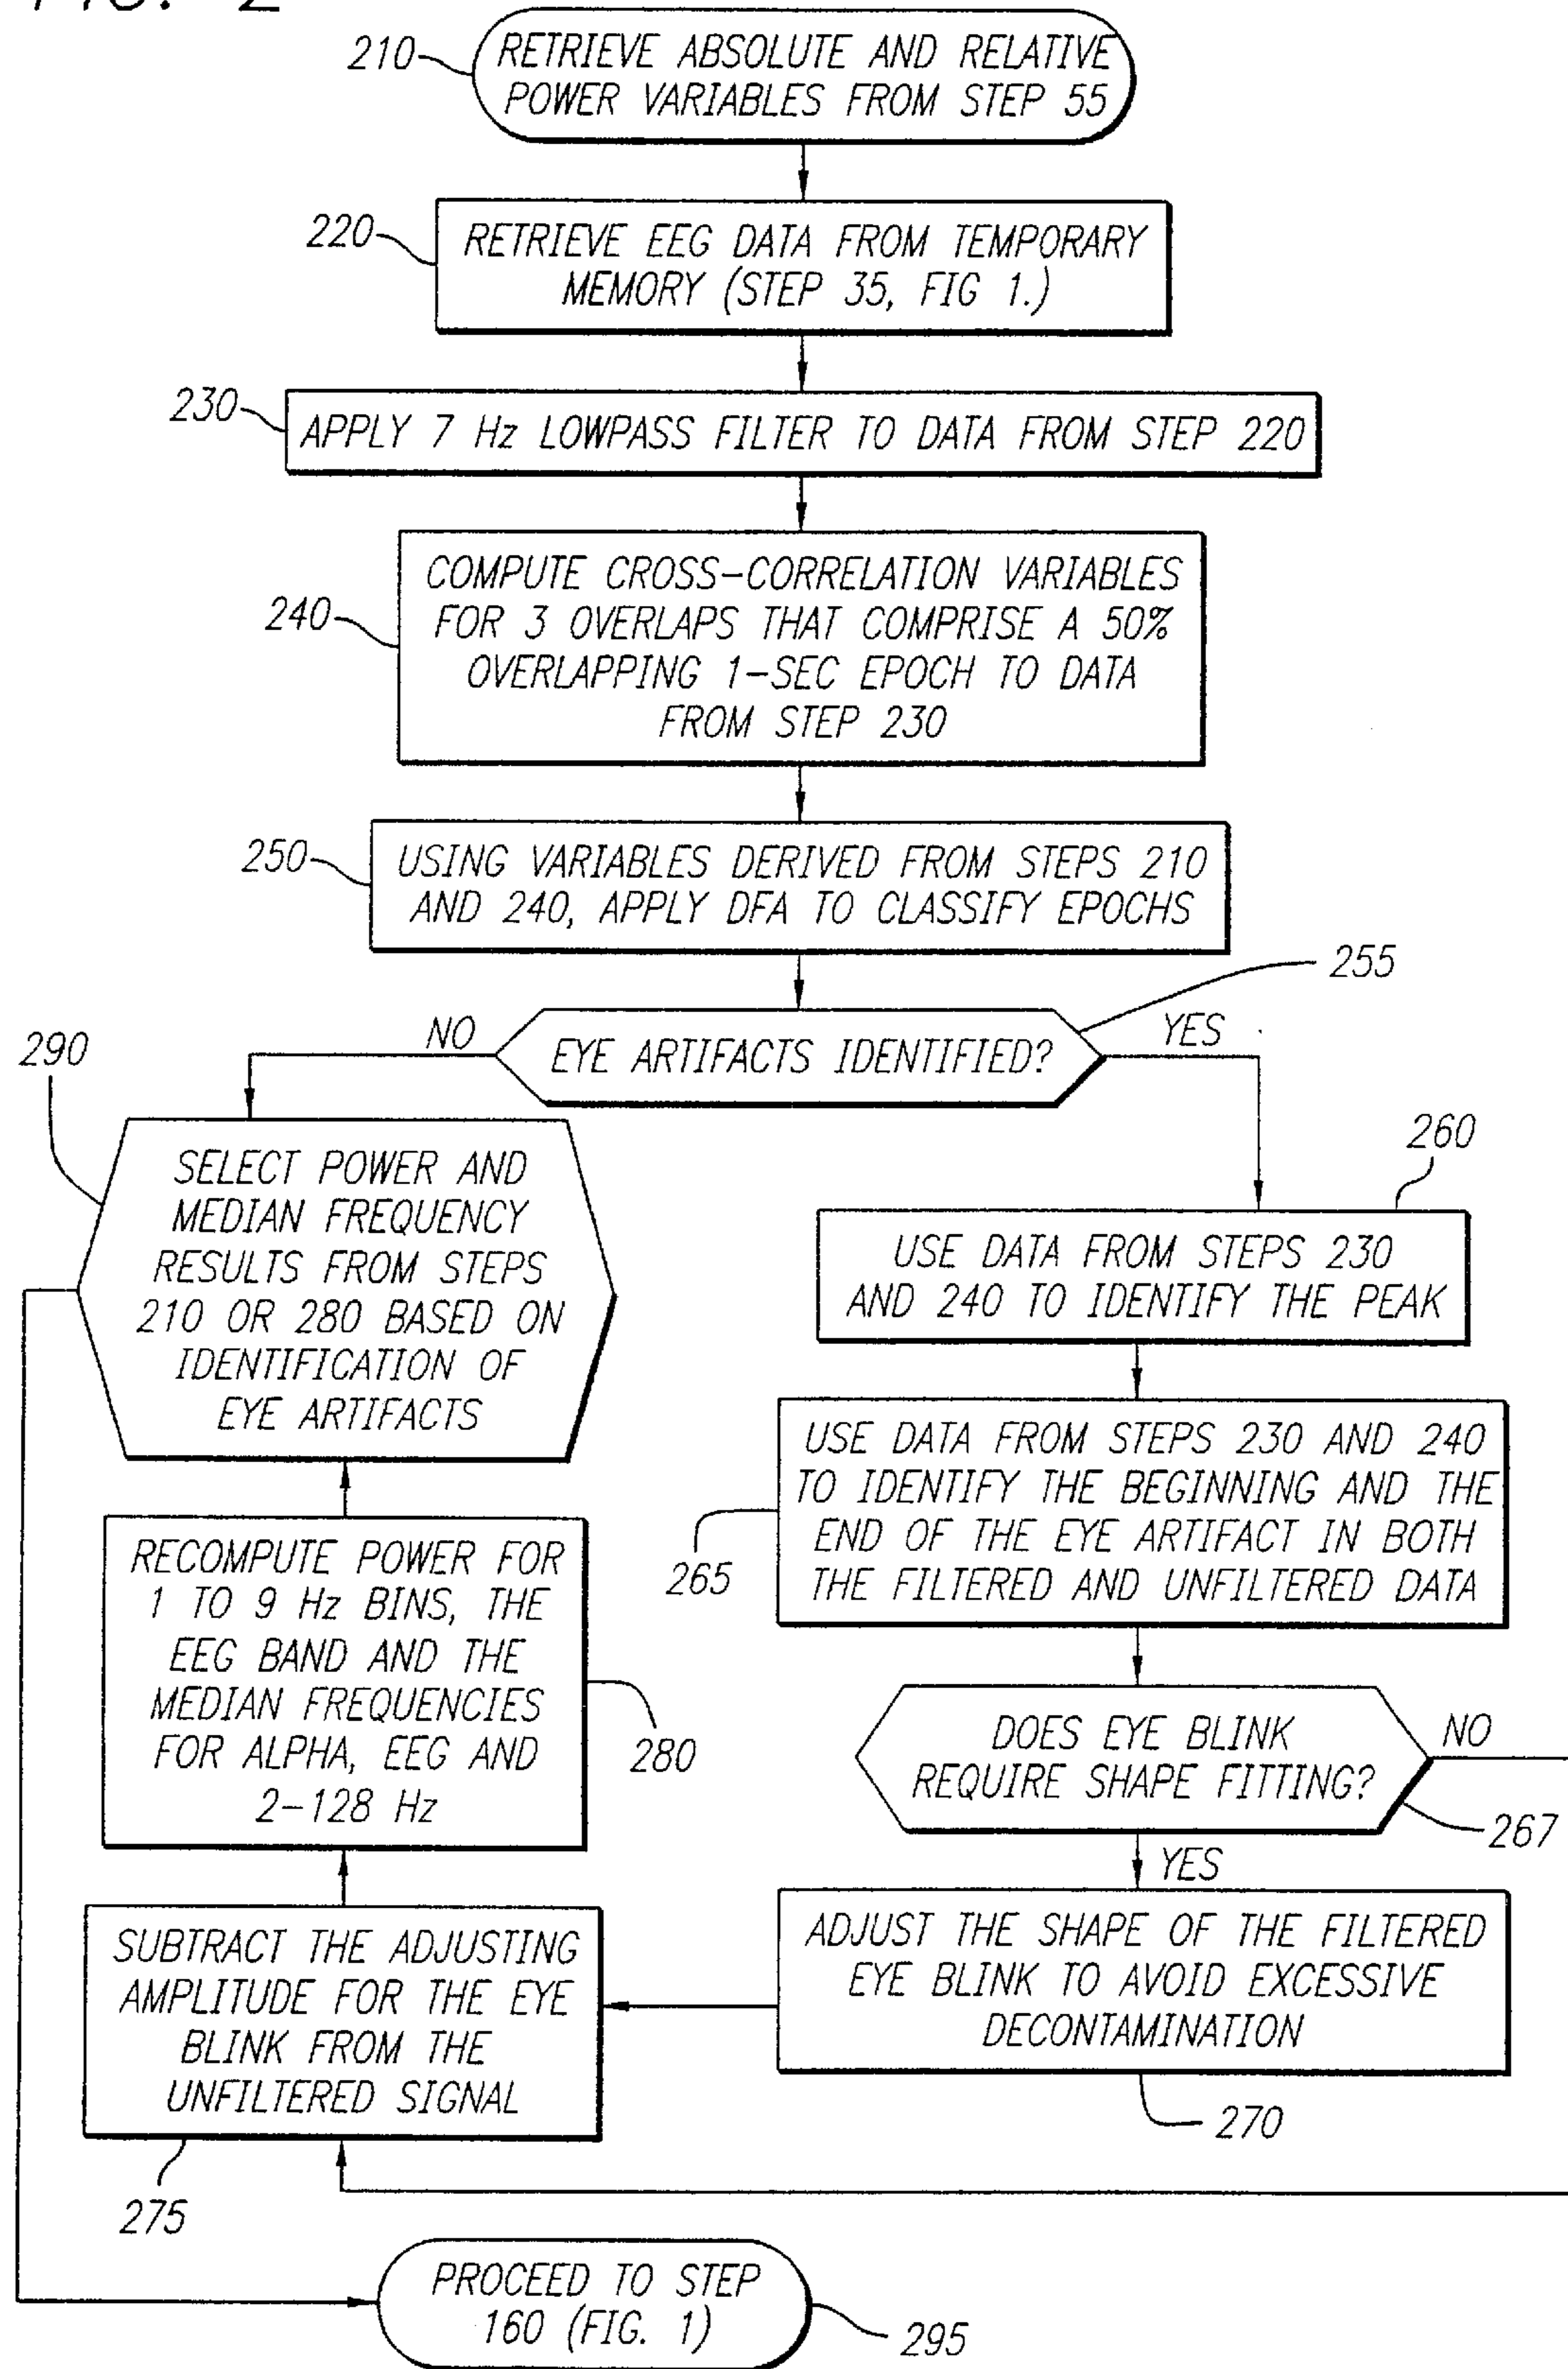 FIG. 2
210
RETRIEVE ABSOLUTE AND RELATIVE
POWER VARIABLES FROM STEP 55
220
RETRIEVE EEG DATA FROM TEMPORARY
MEMORY (STEP 35, FIG 1.)
230
APPLY 7 Hz LOWPASS FILTER TO DATA FROM STEP 220
240
COMPUTE CROSS-CORRELATION VARIABLES
FOR 3 OVERLAPS THAT COMPRISE A 50%
OVERLAPPING 1-SEC EPOCH TO DATA
FROM STEP 230
250
USING VARIABLES DERIVED FROM STEPS 210
AND 240, APPLY DFA TO CLASSIFY EPOCHS
255
NO
EYE ARTIFACTS IDENTIFIED?
YES
290
SELECT POWER AND
MEDIAN FREQUENCY
RESULTS FROM STEPS
210 OR 280 BASED ON
IDENTIFICATION OF
EYE ARTIFACTS
260
USE DATA FROM STEPS 230
AND 240 TO IDENTIFY THE PEAK
265
USE DATA FROM STEPS 230 AND 240
TO IDENTIFY THE BEGINNING AND THE
END OF THE EYE ARTIFACT IN BOTH
THE FILTERED AND UNFILTERED DATA
RECOMPUTE POWER FOR
1 TO 9 Hz BINS, THE
EEG BAND AND THE
MEDIAN FREQUENCIES
FOR ALPHA, EEG AND
2-128 Hz
280
DOES EYE BLINK
REQUIRE SHAPE FITTING?
NO
267
YES
ADJUST THE SHAPE OF THE FILTERED
EYE BLINK TO AVOID EXCESSIVE
DECONTAMINATION
270
SUBTRACT THE ADJUSTING
AMPLITUDE FOR THE EYE
BLINK FROM THE
UNFILTERED SIGNAL
275
PROCEED TO STEP
160 (FIG. 1)
295